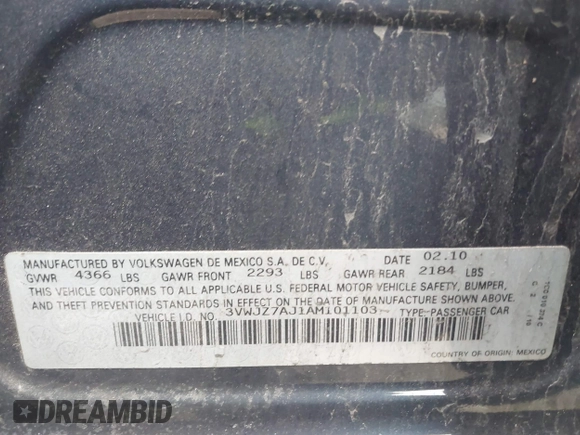 MANUFACTURED BY VOLKSWAGEN DE MEXICO S.A. DE C.V. DATE 02.10
GVWR 4366 LBS GAWR FRONT 2293 LBS GAWR REAR 2184 LBS
THIS VEHICLE CONFORMS TO ALL APPLICABLE U.S. FEDERAL MOTOR VEHICLE SAFETY, BUMPER,
AND THEFT PREVENTION STANDARDS IN EFFECT ON THE DATE OF MANUFACTURE SHOWN ABOVE.
VEHICLE I.D. NO. 3VWJZ7AJ1AM101103 TYPE-PASSENGER CAR
COUNTRY OF ORIGIN: MEXICO
DREAMBID